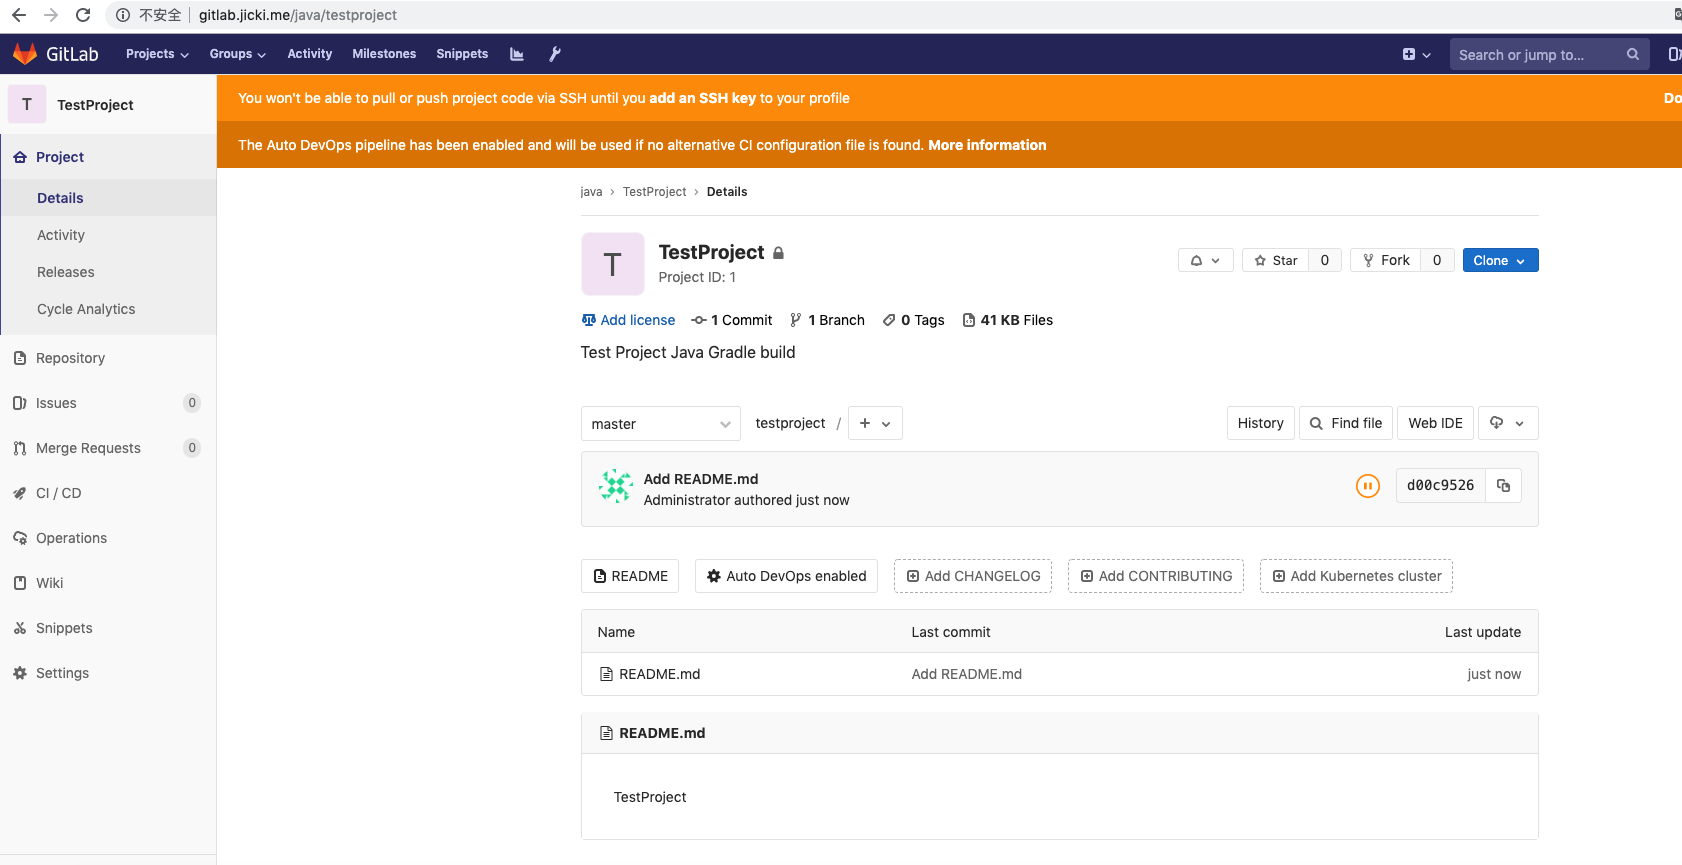 不安全 gitlab.jicki.me/java/testproject
GitLab Projects Groups Activity Milestones Snippets Search or jump to...
T TestProject
You won't be able to pull or push project code via SSH until you add an SSH key to your profile
The Auto DevOps pipeline has been enabled and will be used if no alternative CI configuration file is found. More information
Project
Details
Activity
Releases
Cycle Analytics
Repository
Issues 0
Merge Requests 0
CI / CD
Operations
Wiki
Snippets
Settings
java > TestProject > Details
T
TestProject
Project ID: 1
Star 0 Fork 0 Clone
Add license 1 Commit 1 Branch 0 Tags 41 KB Files
Test Project Java Gradle build
master testproject / + History Find file Web IDE
Add README.md
Administrator authored just now
d00c9526
README Auto DevOps enabled Add CHANGELOG Add CONTRIBUTING Add Kubernetes cluster
Name Last commit Last update
README.md Add README.md just now
README.md
TestProject